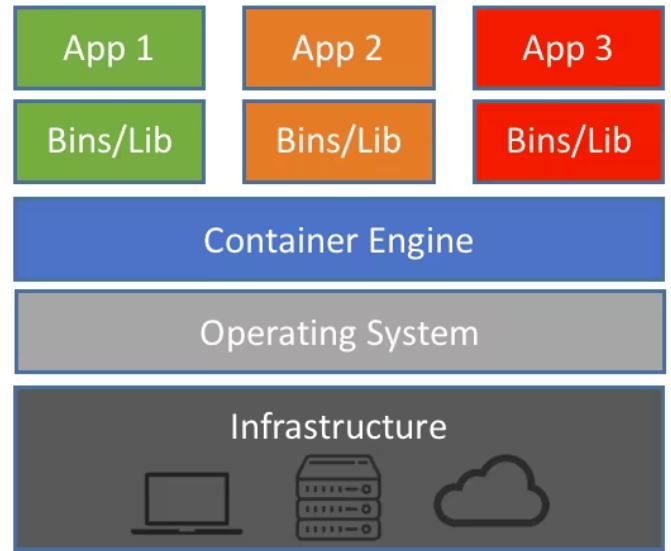 App 1
App 2
App 3
Bins/Lib
Bins/Lib
Bins/Lib
Container Engine
Operating System
Infrastructure